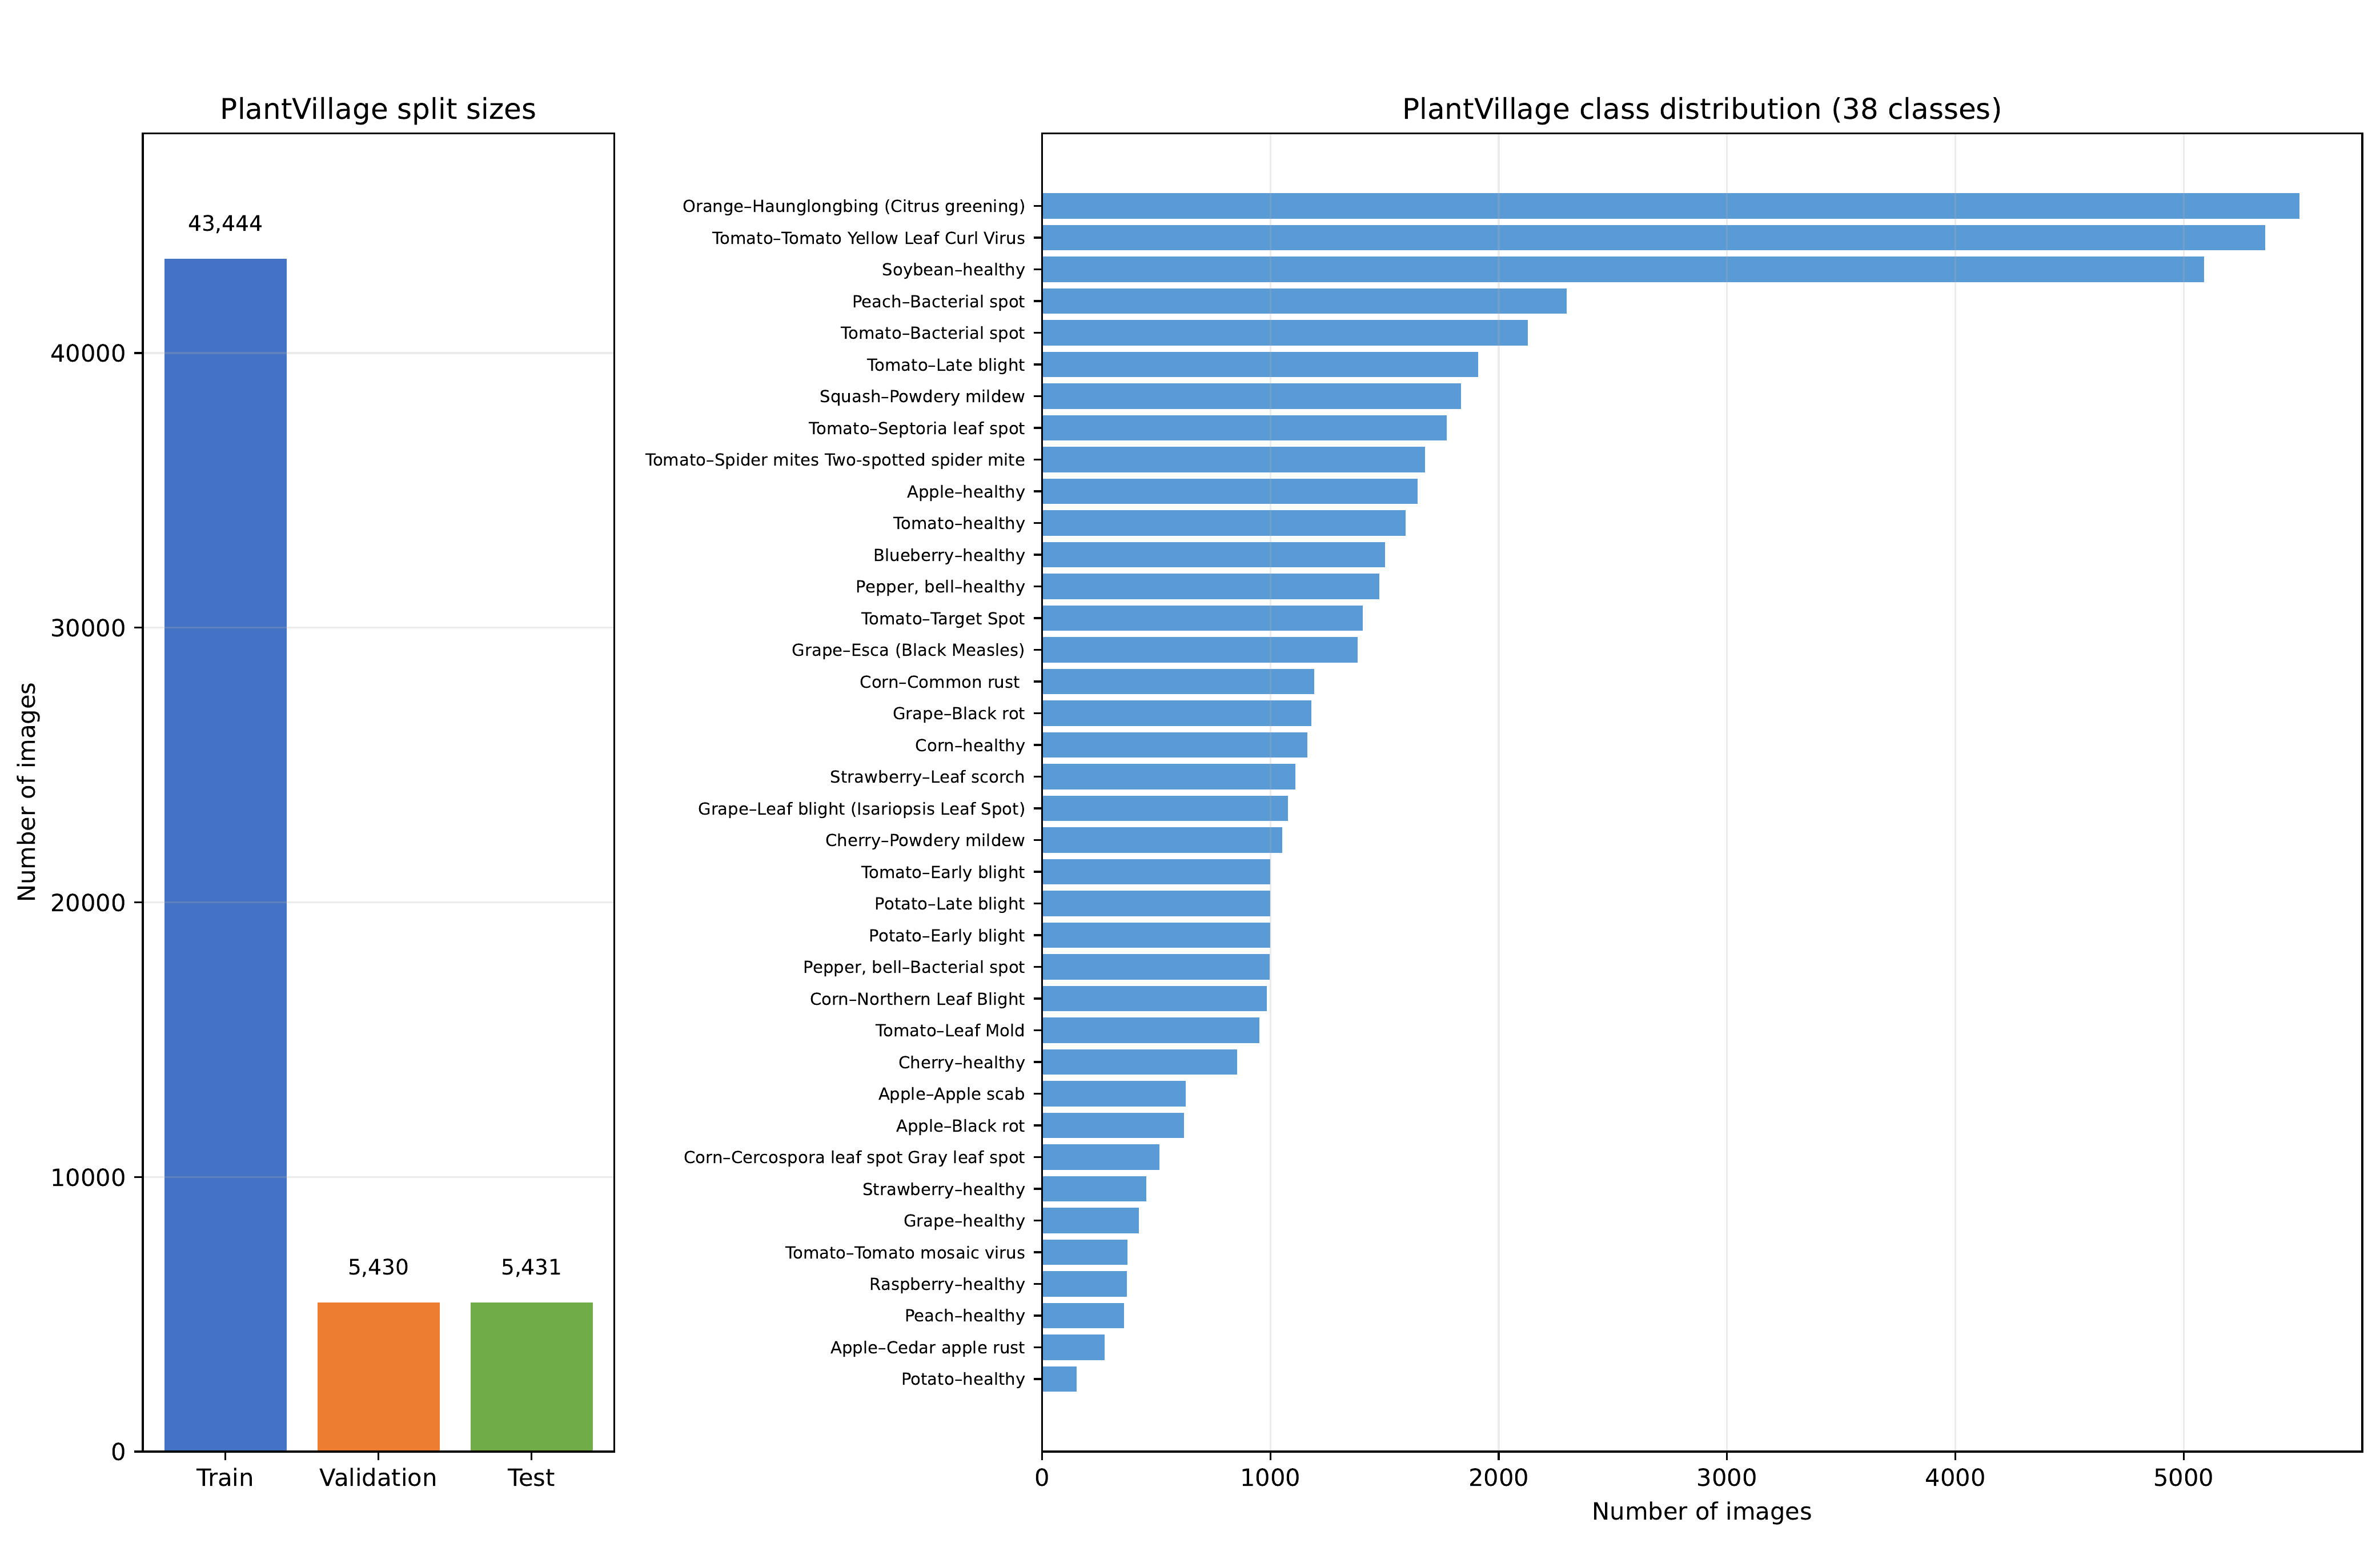 PlantVillage split sizes
43,444
5,430
5,431
40000
30000
20000
10000
0
Number of images
Train
Validation
Test
PlantVillage class distribution (38 classes)
Orange–Haunglongbing (Citrus greening)
Tomato–Tomato Yellow Leaf Curl Virus
Soybean–healthy
Peach–Bacterial spot
Tomato–Bacterial spot
Tomato–Late blight
Squash–Powdery mildew
Tomato–Septoria leaf spot
Tomato–Spider mites Two-spotted spider mite
Apple–healthy
Tomato–healthy
Blueberry–healthy
Pepper, bell–healthy
Tomato–Target Spot
Grape–Esca (Black Measles)
Corn–Common rust
Grape–Black rot
Corn–healthy
Strawberry–Leaf scorch
Grape–Leaf blight (Isariopsis Leaf Spot)
Cherry–Powdery mildew
Tomato–Early blight
Potato–Late blight
Potato–Early blight
Pepper, bell–Bacterial spot
Corn–Northern Leaf Blight
Tomato–Leaf Mold
Cherry–healthy
Apple–Apple scab
Apple–Black rot
Corn–Cercospora leaf spot Gray leaf spot
Strawberry–healthy
Grape–healthy
Tomato–Tomato mosaic virus
Raspberry–healthy
Peach–healthy
Apple–Cedar apple rust
Potato–healthy
0
1000
2000
3000
4000
5000
Number of images